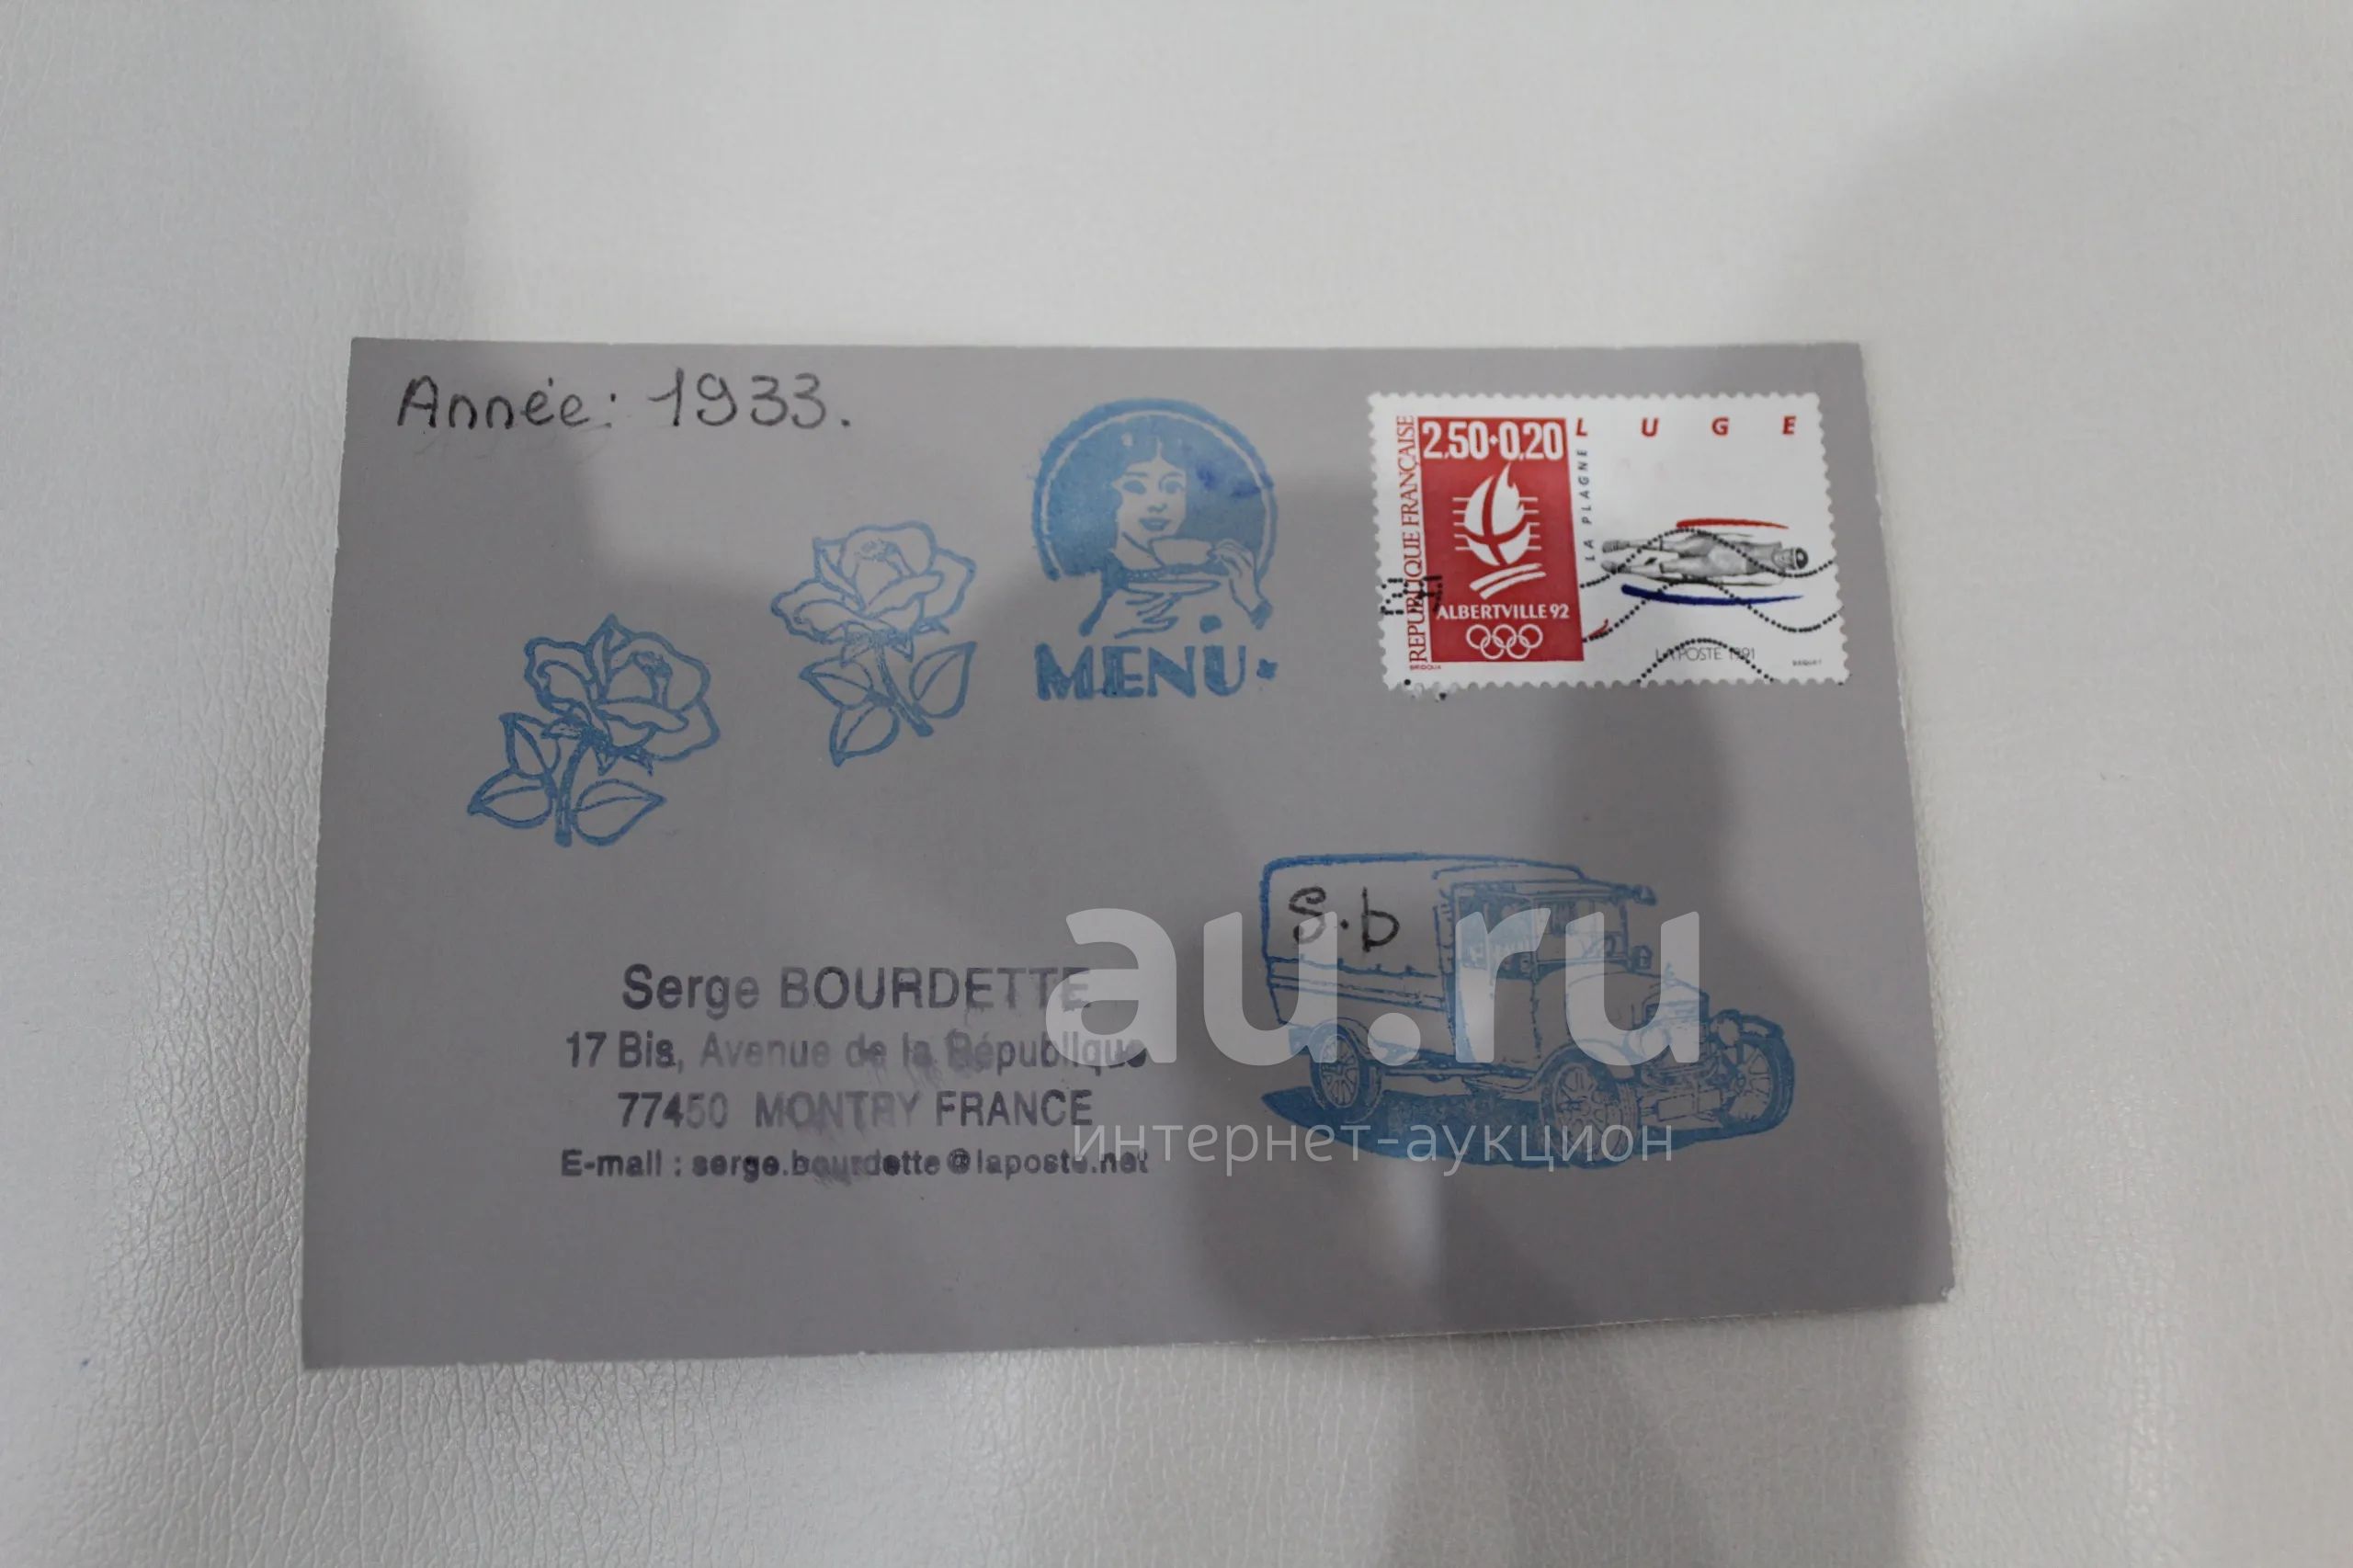 Année: 1933.
MENU
REPUBLIQUE FRANÇAISE
2,50+0,20
ALBERTVILLE 92
L U G E
LA PLAGNE
LA POSTE 1991
S.b
Serge BOURDETTE
17 Bis, Avenue de la République
77450 MONTRY FRANCE
E-mail : serge.bourdette@laposte.net
au.ru
интернет-аукцион